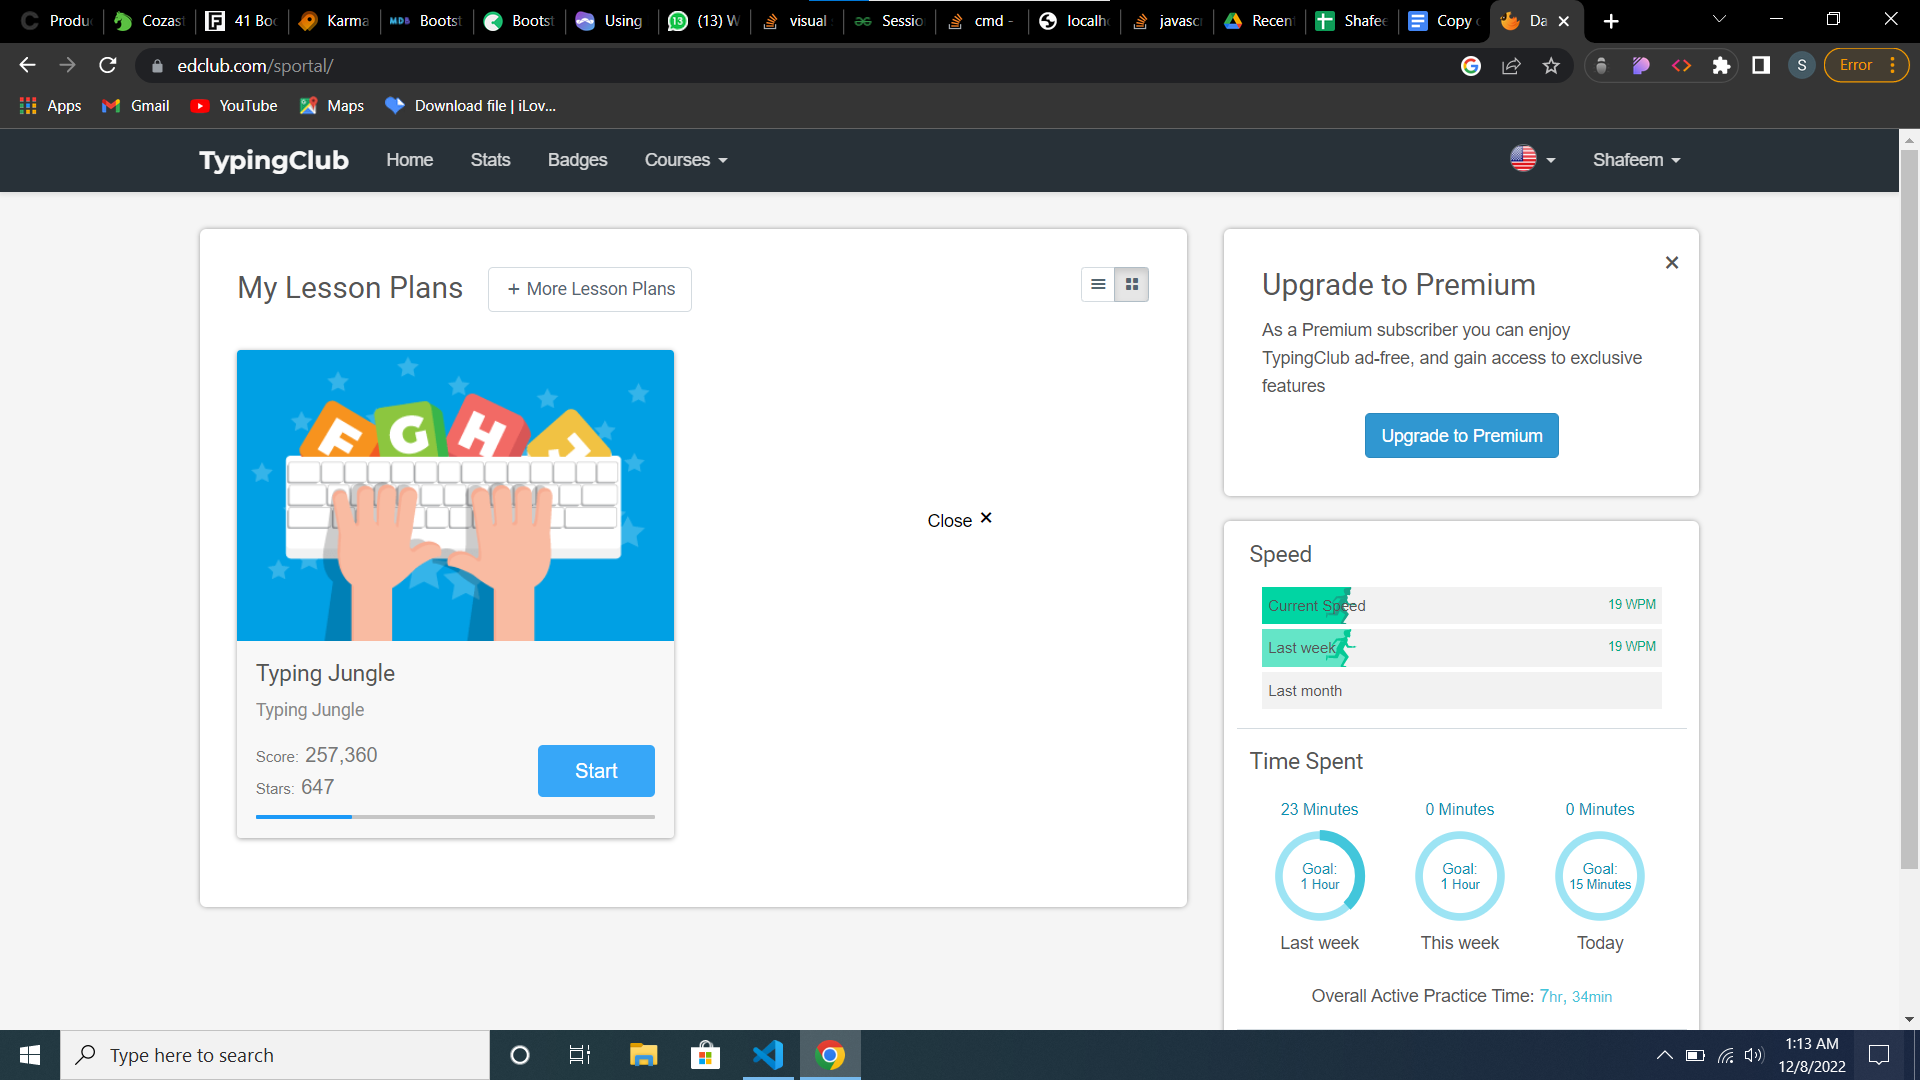 Produ
Cozast
41 Boo
Karma
MDB Bootst
Bootst
Using
(13) W
visual
Sessio
cmd -
localho
javascr
Recent
Shafee
Copy
Da
edclub.com/sportal/
S
Error
Apps
Gmail
YouTube
Maps
Download file | iLov...
TypingClub
Home
Stats
Badges
Courses
Shafeem
My Lesson Plans
+ More Lesson Plans
F G H J
Typing Jungle
Typing Jungle
Score: 257,360
Stars: 647
Start
Close ×
Upgrade to Premium
As a Premium subscriber you can enjoy
TypingClub ad-free, and gain access to exclusive
features
Upgrade to Premium
Speed
Current Speed 19 WPM
Last week 19 WPM
Last month
Time Spent
23 Minutes
0 Minutes
0 Minutes
Goal:
1 Hour
Goal:
1 Hour
Goal:
15 Minutes
Last week
This week
Today
Overall Active Practice Time: 7hr, 34min
Type here to search
1:13 AM
12/8/2022